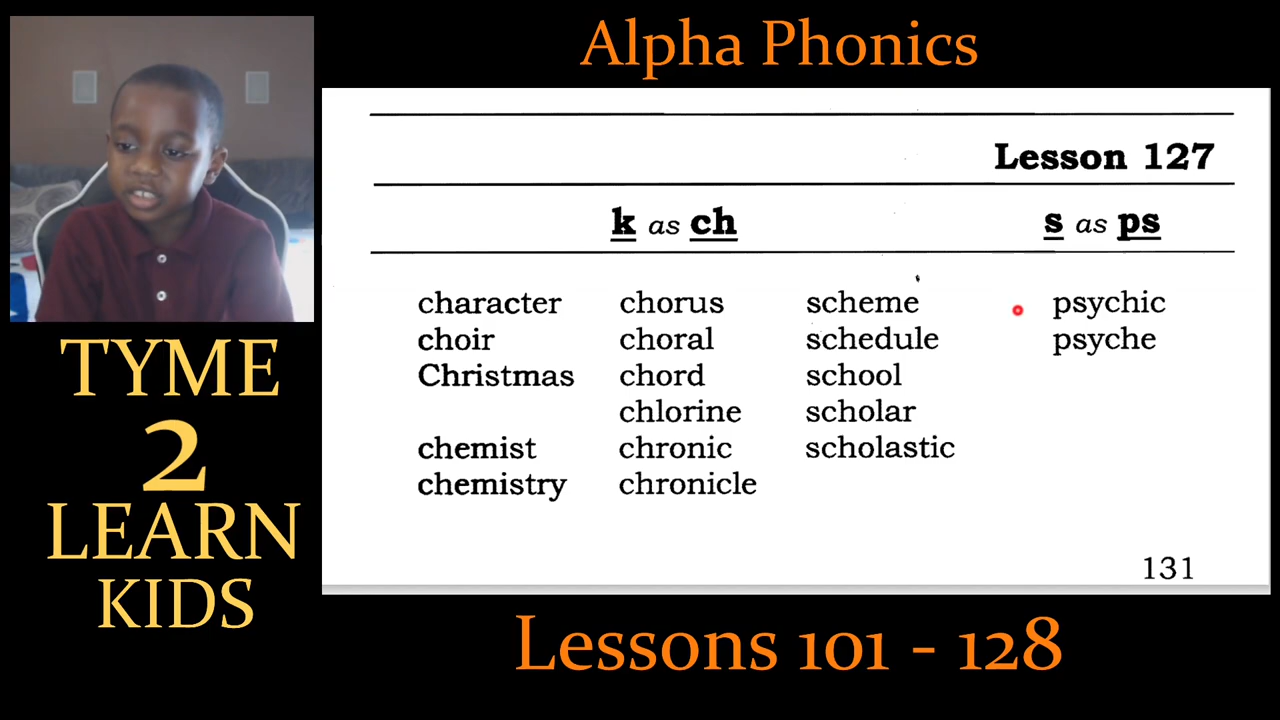 Alpha Phonics
Lesson 127
k as ch s as ps
character chorus scheme psychic
choir choral schedule psyche
Christmas chord school
chlorine scholar
chemist chronic scholastic
chemistry chronicle
131
TYME
2
LEARN
KIDS
Lessons 101 - 128